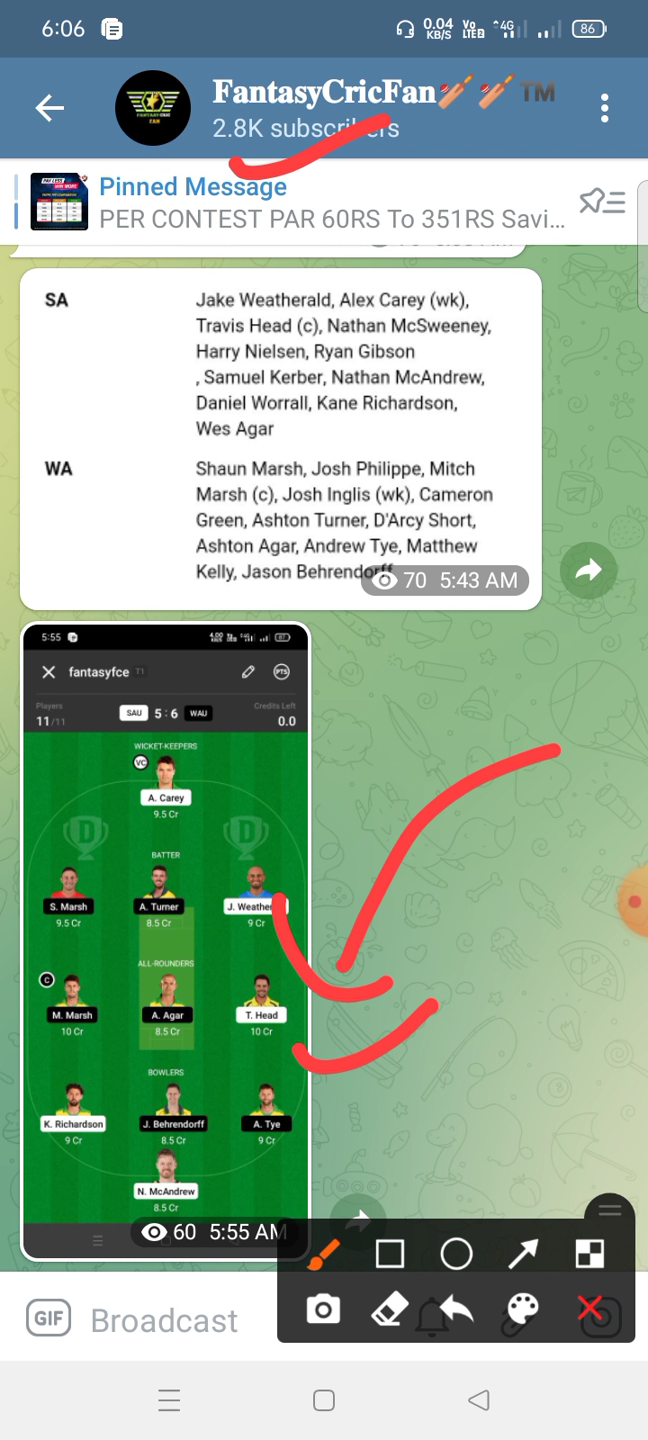 6:06
0.04
KB/S
Vo
LTE
4G
86
FantasyCricFan🏏🏏™️
2.8K subscribers
Pinned Message
PER CONTEST PAR 60RS To 351RS Savi...
SA
Jake Weatherald, Alex Carey (wk),
Travis Head (c), Nathan McSweeney,
Harry Nielsen, Ryan Gibson
, Samuel Kerber, Nathan McAndrew,
Daniel Worrall, Kane Richardson,
Wes Agar
WA
Shaun Marsh, Josh Philippe, Mitch
Marsh (c), Josh Inglis (wk), Cameron
Green, Ashton Turner, D'Arcy Short,
Ashton Agar, Andrew Tye, Matthew
Kelly, Jason Behrendorff
70 5:43 AM
5:55
fantasyfce T1
PTS
Players
11/11
SAU 5:6 WAU
Credits Left
0.0
WICKET-KEEPERS
VC
A. Carey
9.5 Cr
BATTER
S. Marsh
9.5 Cr
A. Turner
8.5 Cr
J. Weather
9 Cr
ALL-ROUNDERS
C
M. Marsh
10 Cr
A. Agar
8.5 Cr
T. Head
10 Cr
BOWLERS
K. Richardson
9 Cr
J. Behrendorff
8.5 Cr
A. Tye
9 Cr
N. McAndrew
8.5 Cr
60 5:55 AM
GIF
Broadcast